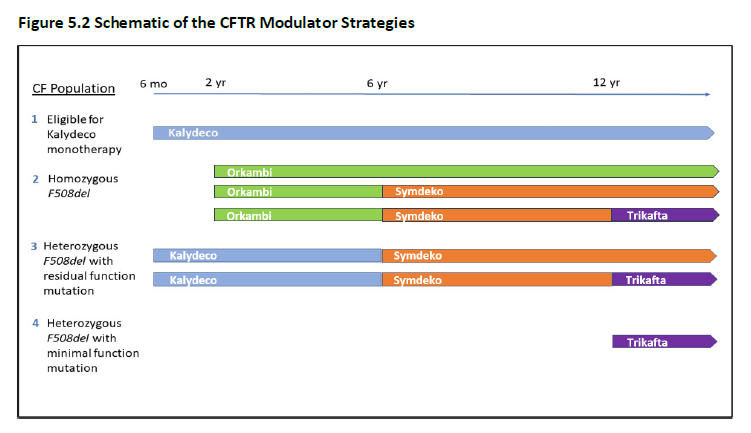 Figure 5.2 Schematic of the CFTR Modulator Strategies
CF Population
6 mo
2 yr
6 yr
12 yr
1 Eligible for
Kalydeco
monotherapy
Kalydeco
2 Homozygous
F508del
Orkambi
Orkambi
Symdeko
Orkambi
Symdeko
Trikafta
3 Heterozygous
F508del with
residual function
mutation
Kalydeco
Symdeko
Kalydeco
Symdeko
Trikafta
4 Heterozygous
F508del with
minimal function
mutation
Trikafta